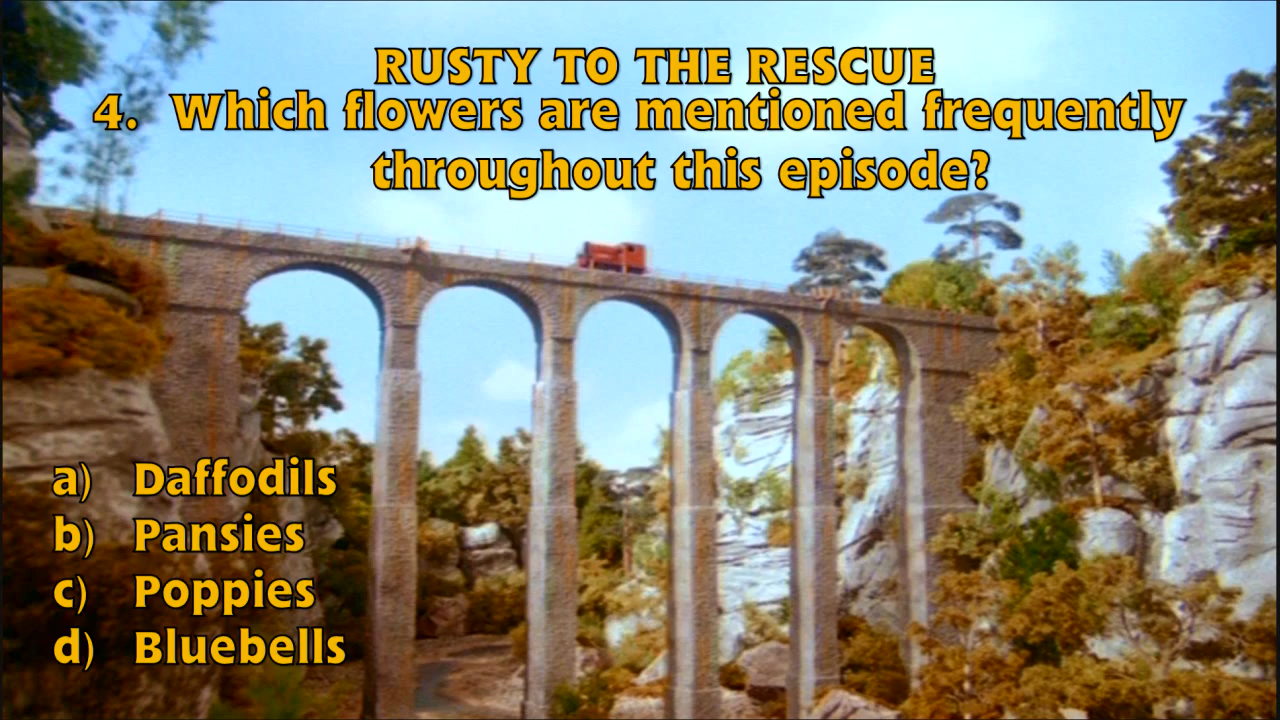 RUSTY TO THE RESCUE
4. Which flowers are mentioned frequently
throughout this episode?
a) Daffodils
b) Pansies
c) Poppies
d) Bluebells